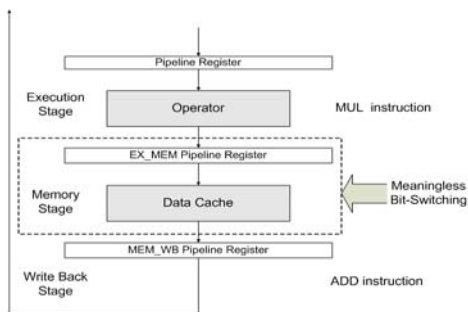 Pipeline Register
Execution
Stage
Operator
MUL instruction
EX_MEM Pipeline Register
Memory
Stage
Data Cache
Meaningless
Bit-Switching
MEM_WB Pipeline Register
Write Back
Stage
ADD instruction